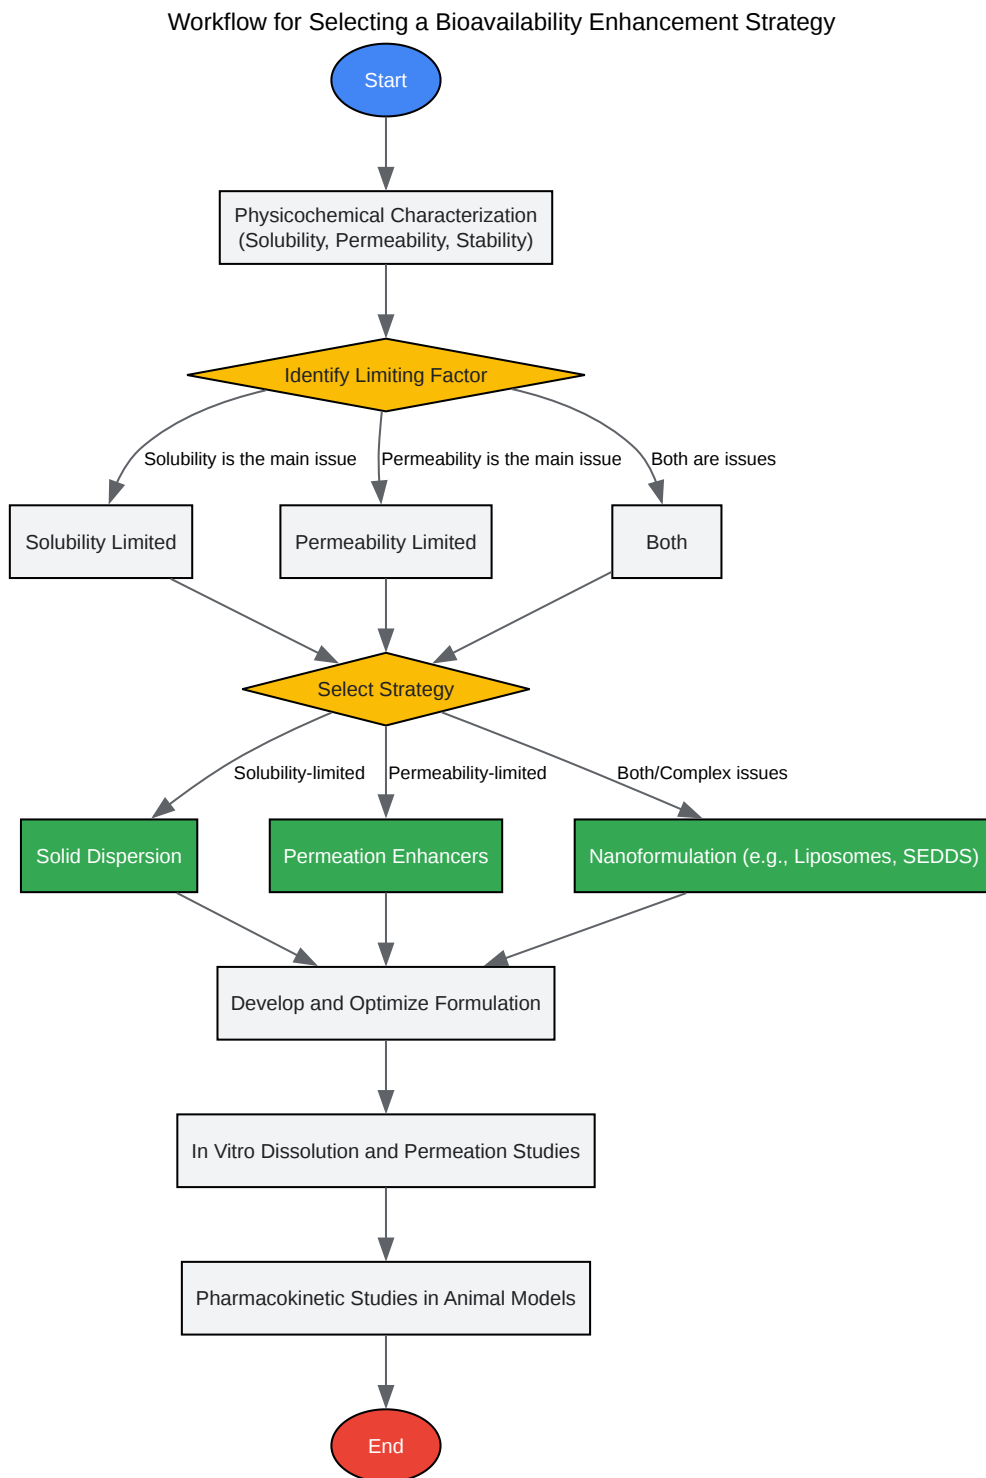 Workflow for Selecting a Bioavailability Enhancement Strategy
Start
Physicochemical Characterization
(Solubility, Permeability, Stability)
Identify Limiting Factor
Solubility is the main issue
Permeability is the main issue
Both are issues
Solubility Limited
Permeability Limited
Both
Select Strategy
Solubility-limited
Permeability-limited
Both/Complex issues
Solid Dispersion
Permeation Enhancers
Nanoformulation (e.g., Liposomes, SEDDS)
Develop and Optimize Formulation
In Vitro Dissolution and Permeation Studies
Pharmacokinetic Studies in Animal Models
End